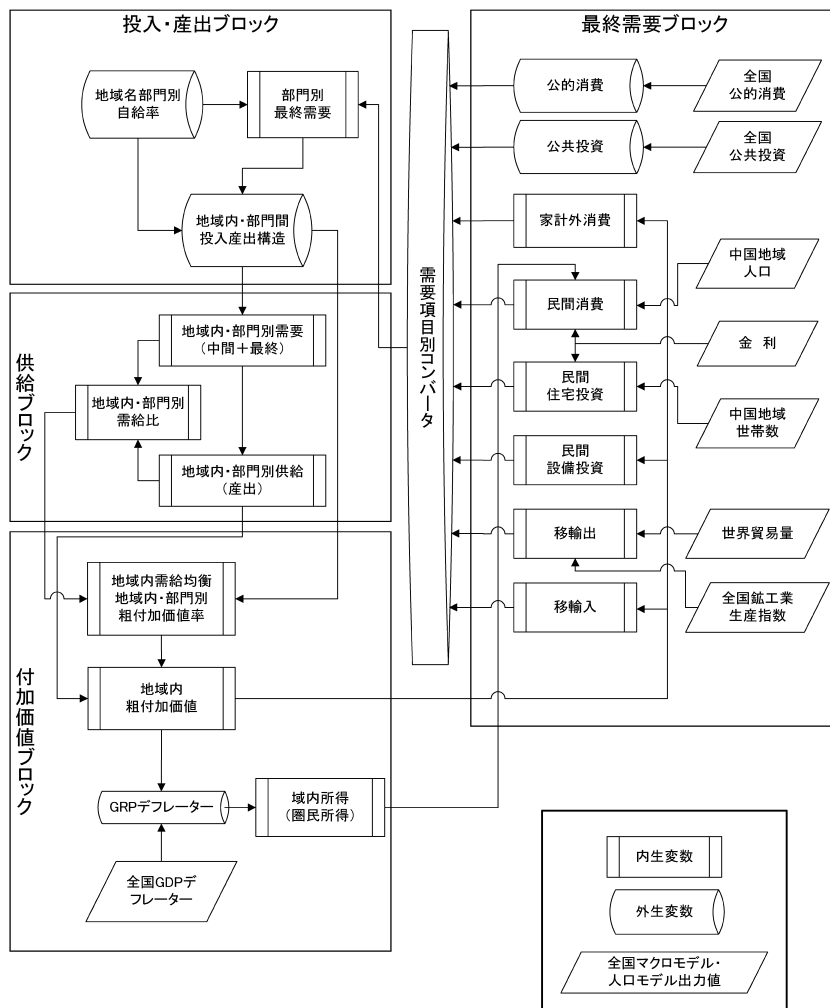 投入・産出ブロック
地域名部門別
自給率
部門別
最終需要
地域内・部門間
投入産出構造
供給ブロック
地域内・部門別需要
(中間＋最終)
地域内・部門別
需給比
地域内・部門別供給
(産出)
付加価値ブロック
地域内需給均衡
地域内・部門別
粗付加価値率
地域内
粗付加価値
GRPデフレーター
域内所得
(圏民所得)
全国GDPデ
フレーター
需要項目別コンバータ
最終需要ブロック
公的消費
全国
公的消費
公共投資
全国
公共投資
家計外消費
中国地域
人口
民間消費
金 利
民間
住宅投資
中国地域
世帯数
民間
設備投資
移輸出
世界貿易量
移輸入
全国鉱工業
生産指数
内生変数
外生変数
全国マクロモデル・
人口モデル出力値